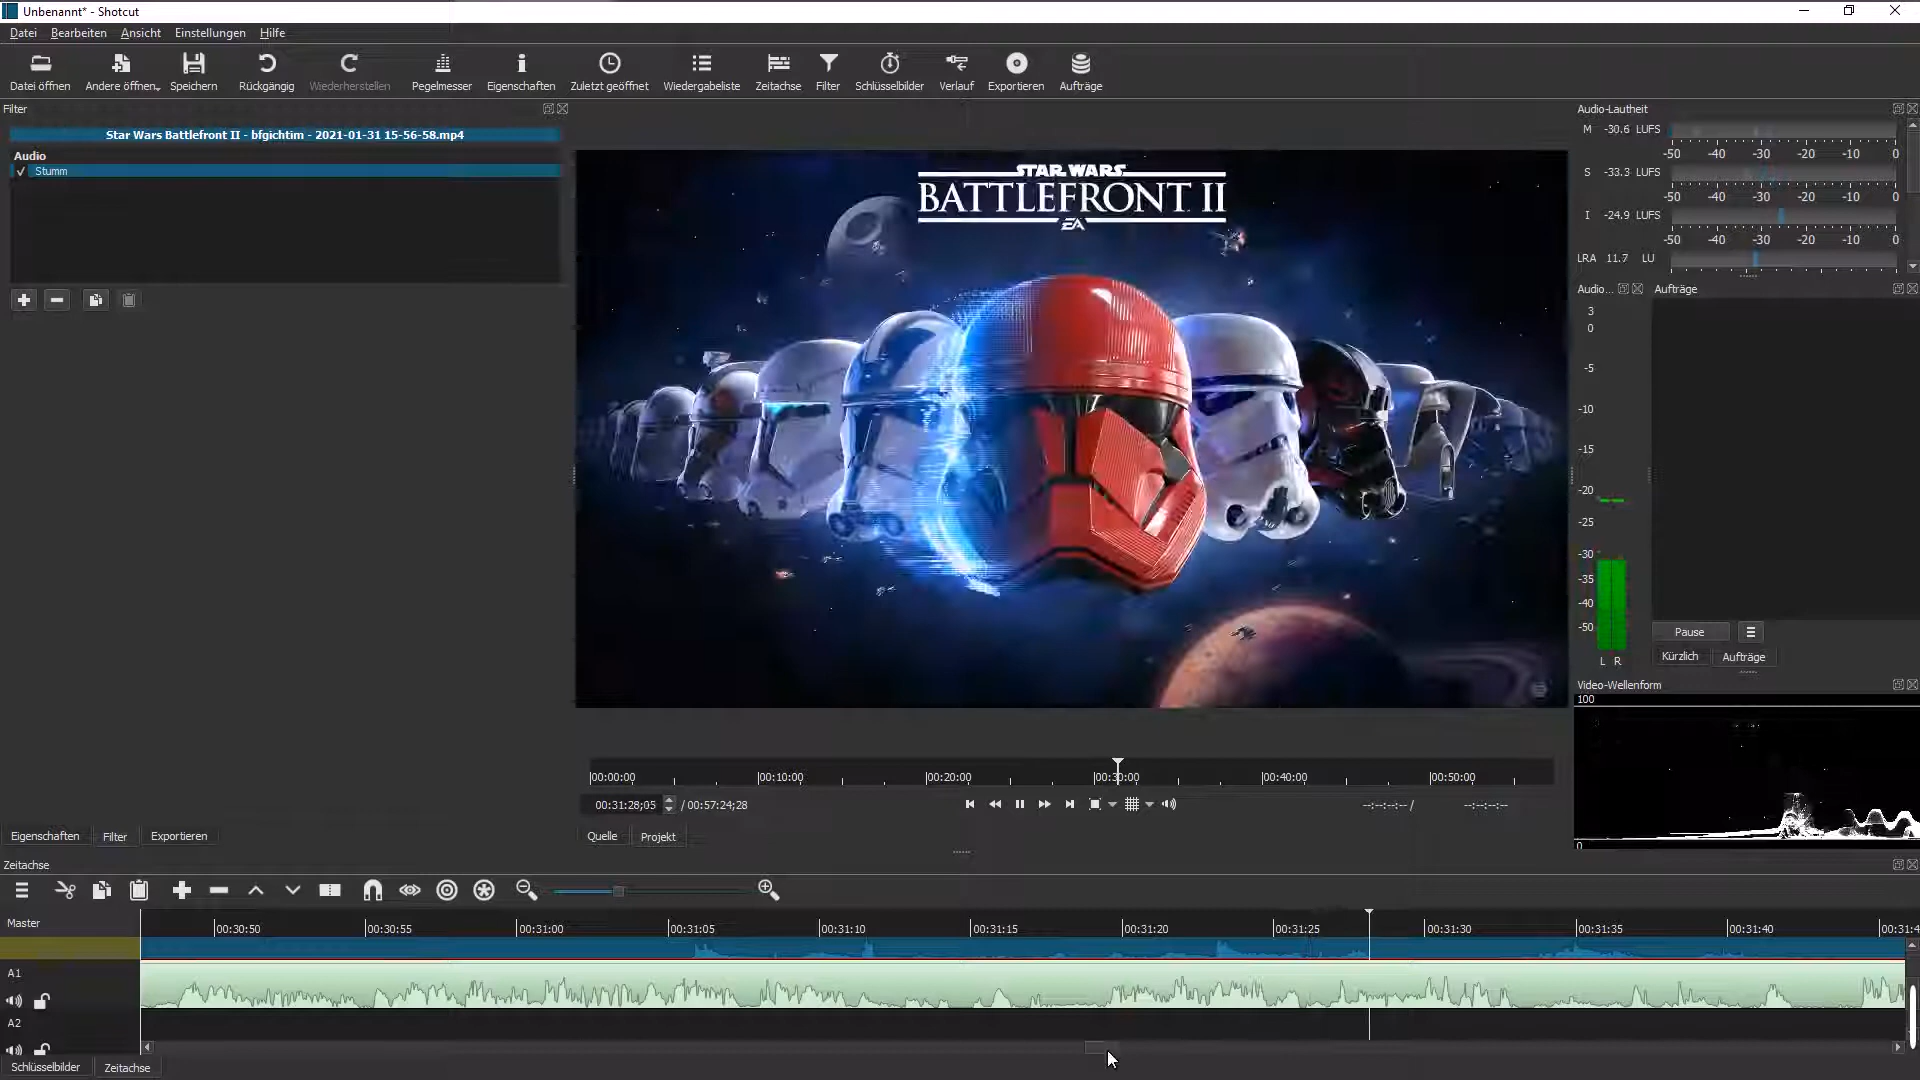 Unbenannt* - Shotcut
Datei Bearbeiten Ansicht Einstellungen Hilfe
Datei öffnen Andere öffnen Speichern Rückgängig Wiederherstellen Pegelmesser Eigenschaften Zuletzt geöffnet Wiedergabeliste Zeitachse Filter Schlüsselbilder Verlauf Exportieren Aufträge
Filter
Star Wars Battlefront II - bfgichtim - 2021-01-31 15-56-58.mp4
Audio
Stumm
STAR WARS
BATTLEFRONT II
EA
Audio-Lautheit
M -30.6 LUFS
-50 -40 -30 -20 -10 0
S -33.3 LUFS
-50 -40 -30 -20 -10 0
I -24.9 LUFS
-50 -40 -30 -20 -10 0
LRA 11.7 LU
Audio... Aufträge
3
0
-5
-10
-15
-20
-25
-30
-35
-40
-50
L R
Pause
Kürzlich Aufträge
Video-Wellenform
100
0
00:00:00 00:10:00 00:20:00 00:30:00 00:40:00 00:50:00
00:31:28;05 / 00:57:24;28 --:--:--:-- / --:--:--:--
Eigenschaften Filter Exportieren
Quelle Projekt
Zeitachse
Master
00:30:50 00:30:55 00:31:00 00:31:05 00:31:10 00:31:15 00:31:20 00:31:25 00:31:30 00:31:35 00:31:40 00:31:4
A1
A2
Schlüsselbilder Zeitachse